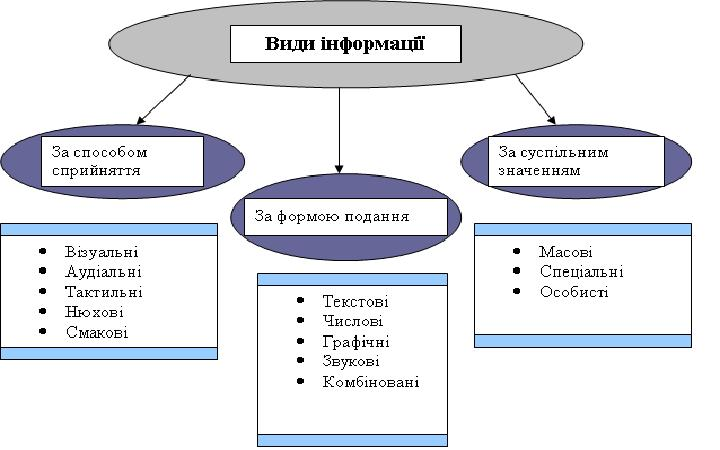 Види інформації
За способом
сприйняття
• Візуальні
• Аудіальні
• Тактильні
• Нюхові
• Смакові
За формою подання
• Текстові
• Числові
• Графічні
• Звукові
• Комбіновані
За суспільним
значенням
• Масові
• Спеціальні
• Особисті